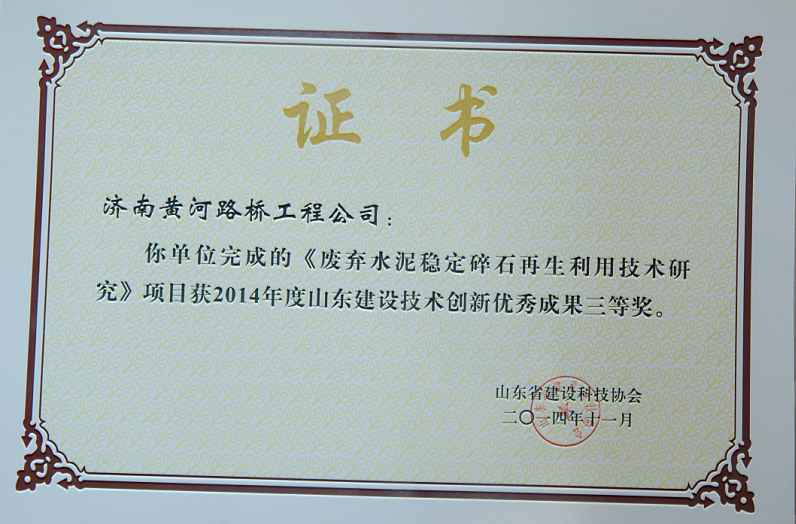 证书
济南黄河路桥工程公司：
你单位完成的《废弃水泥稳定碎石再生利用技术研
究》项目获2014年度山东建设技术创新优秀成果三等奖。
山东省建设科技协会
二〇一四年十一月